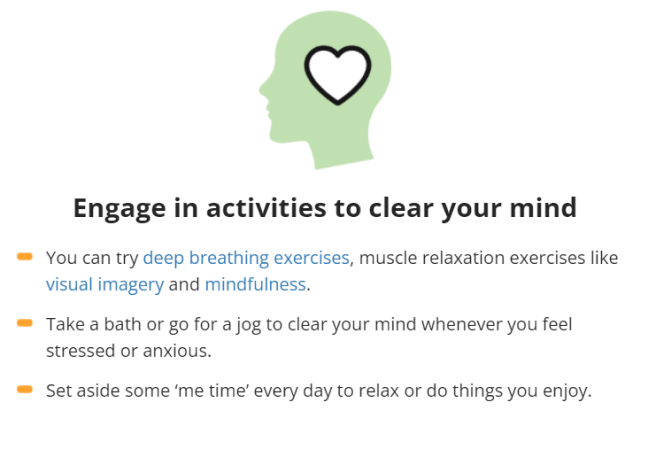 Engage in activities to clear your mind
You can try deep breathing exercises, muscle relaxation exercises like
visual imagery and mindfulness.
Take a bath or go for a jog to clear your mind whenever you feel
stressed or anxious.
Set aside some ‘me time’ every day to relax or do things you enjoy.